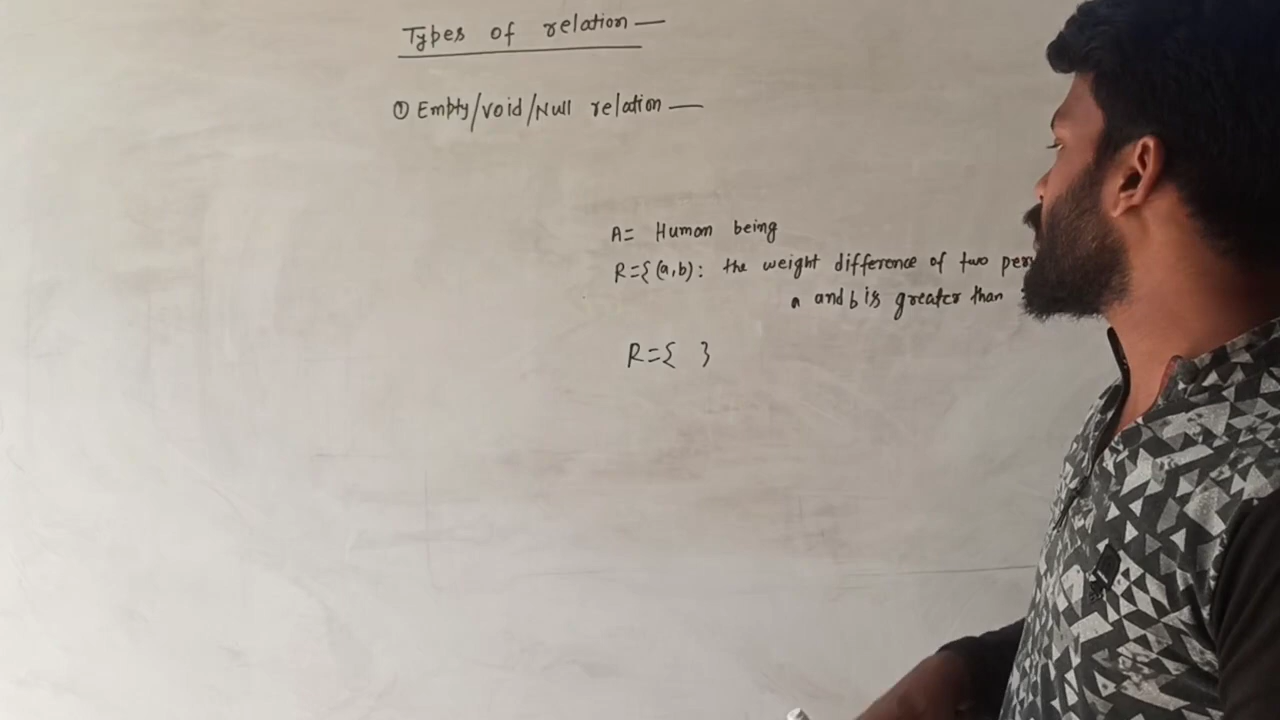 Types of relation —
① Empty/void/Null relation —
A= Human being
R={(a,b): the weight difference of two
a and b is greater than
R={ }